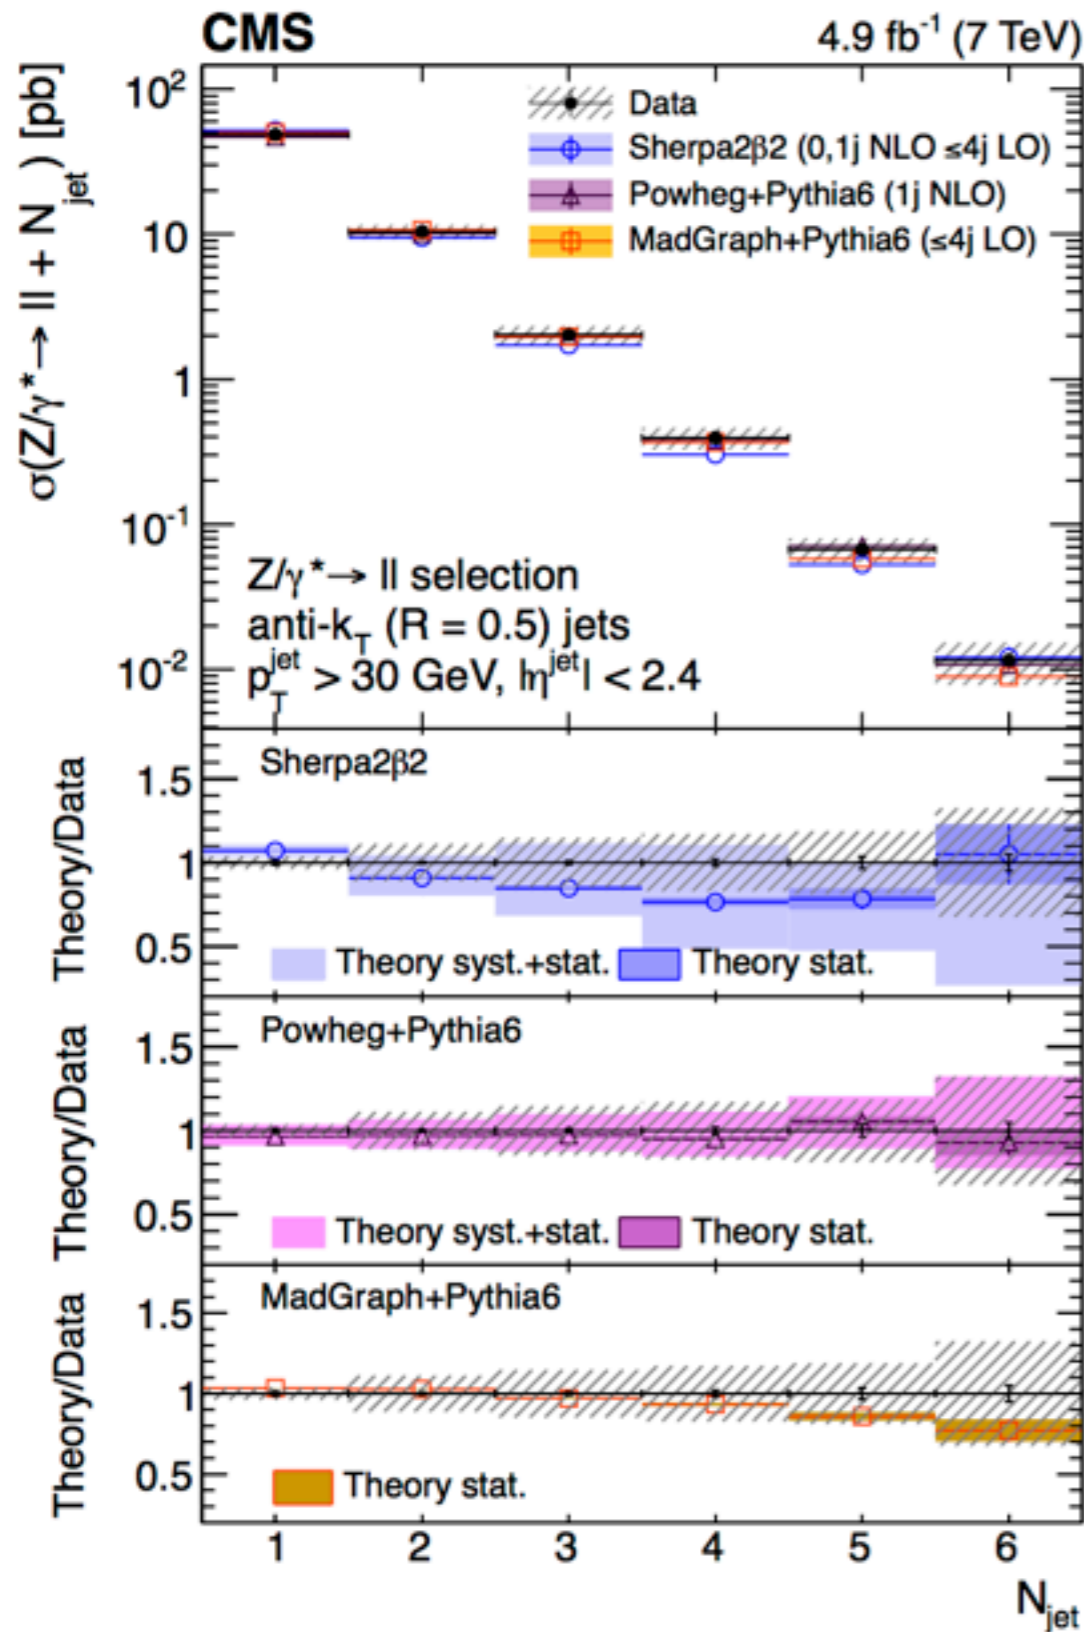 CMS 4.9 fb⁻¹ (7 TeV)
σ(Z/γ*→ ll + N_jet) [pb]
10²
10
1
10⁻¹
10⁻²
Data
Sherpa2β2 (0,1j NLO ≤4j LO)
Powheg+Pythia6 (1j NLO)
MadGraph+Pythia6 (≤4j LO)
Z/γ*→ ll selection
anti-k_T (R = 0.5) jets
p_T^jet > 30 GeV, |η^jet| < 2.4
Theory/Data
Sherpa2β2
1.5
1
0.5
Theory syst.+stat. Theory stat.
Theory/Data
Powheg+Pythia6
1.5
1
0.5
Theory syst.+stat. Theory stat.
Theory/Data
MadGraph+Pythia6
1.5
1
0.5
Theory stat.
1 2 3 4 5 6
N_jet